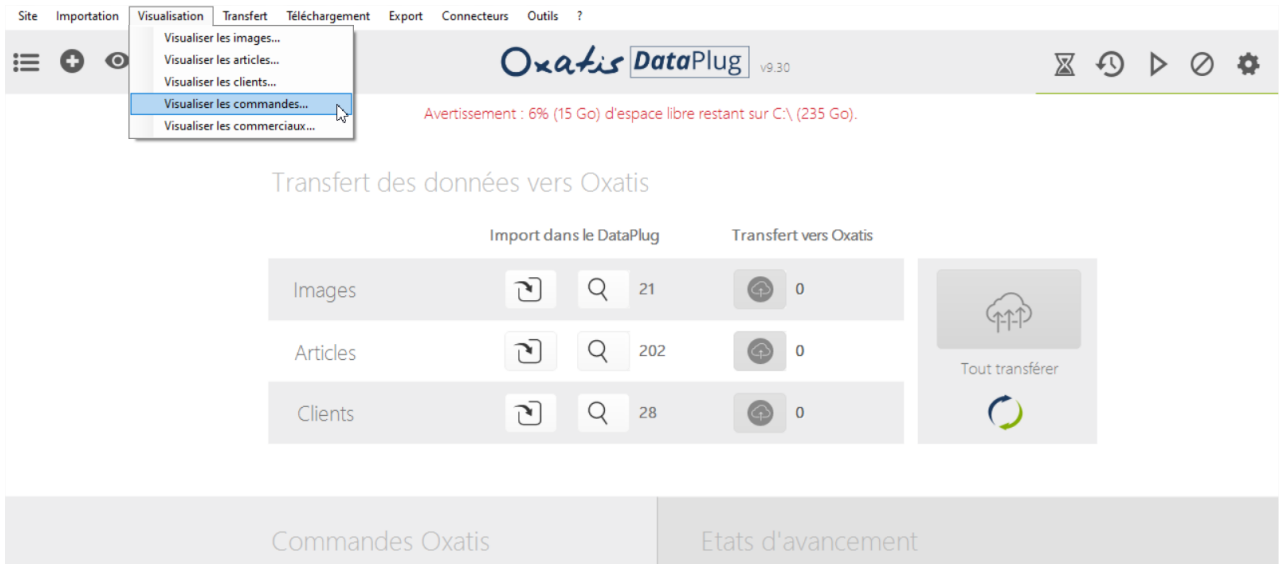 Site Importation Visualisation Transfert Téléchargement Export Connecteurs Outils ?
Visualiser les images...
Visualiser les articles...
Visualiser les clients...
Visualiser les commandes...
Visualiser les commerciaux...
Oxatis DataPlug v9.30
Avertissement : 6% (15 Go) d'espace libre restant sur C:\ (235 Go).
Transfert des données vers Oxatis
Import dans le DataPlug Transfert vers Oxatis
Images 21 0
Articles 202 0
Clients 28 0
Tout transférer
Commandes Oxatis
Etats d'avancement